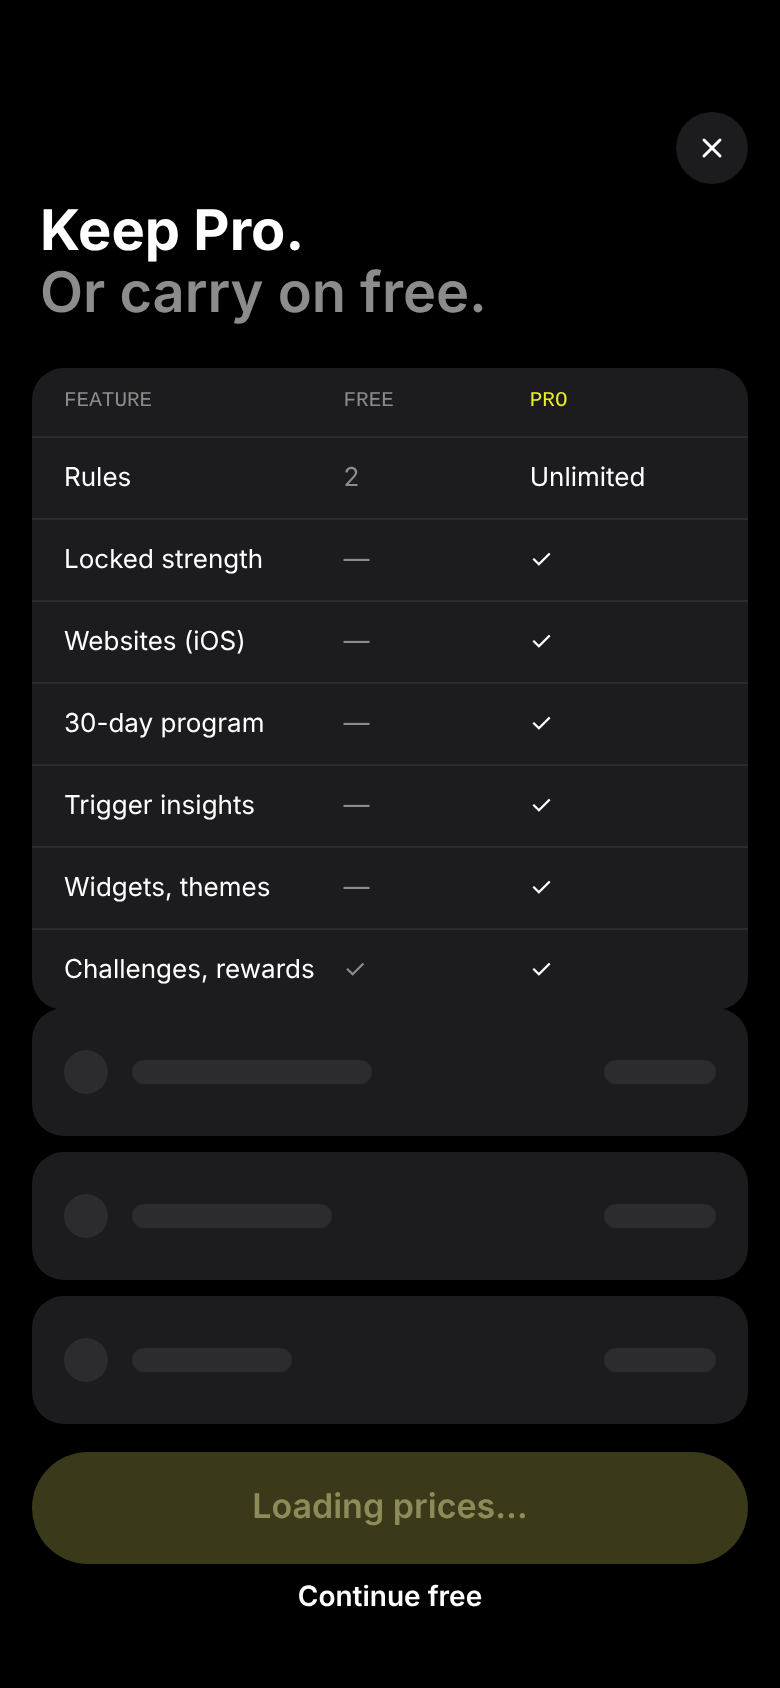 Keep Pro.
Or carry on free.
FEATURE FREE PRO
Rules 2 Unlimited
Locked strength — ✓
Websites (iOS) — ✓
30-day program — ✓
Trigger insights — ✓
Widgets, themes — ✓
Challenges, rewards ✓ ✓
Loading prices...
Continue free